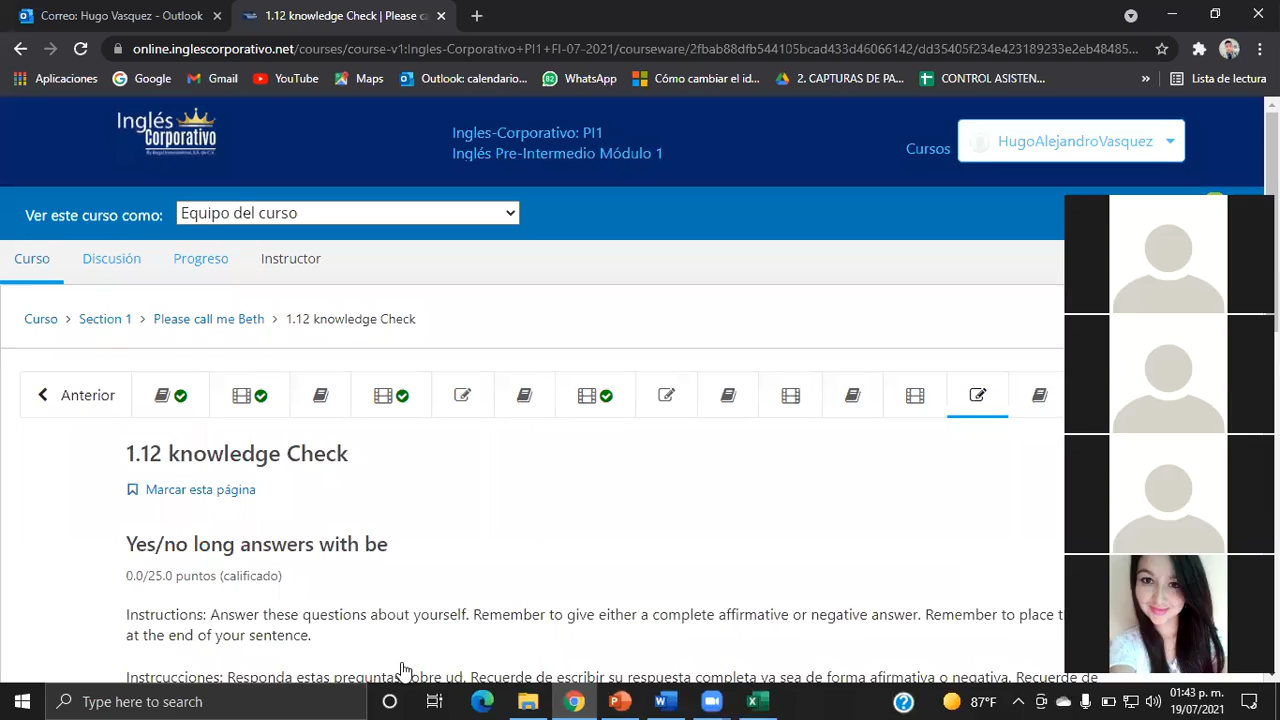 Correo: Hugo Vasquez - Outlook
1.12 knowledge Check | Please c
online.inglescorporativo.net/courses/course-v1:Ingles-Corporativo+PI1+FI-07-2021/courseware/2fbab88dfb544105bcad433d46066142/dd35405f234e423189233e2eb48485...
Aplicaciones Google Gmail YouTube Maps Outlook: calendario... WhatsApp Cómo cambiar el id... 2. CAPTURAS DE PA... CONTROL ASISTEN... » Lista de lectura
Inglés
Corporativo
Ingles-Corporativo: PI1
Inglés Pre-Intermedio Módulo 1
Cursos
HugoAlejandroVasquez
Ver este curso como: Equipo del curso
Curso Discusión Progreso Instructor
Curso > Section 1 > Please call me Beth > 1.12 knowledge Check
Anterior
1.12 knowledge Check
Marcar esta página
Yes/no long answers with be
0.0/25.0 puntos (calificado)
Instructions: Answer these questions about yourself. Remember to give either a complete affirmative or negative answer. Remember to place
at the end of your sentence.
Instrcucciones: Responda estas preguntas sobre ud. Recuerde de escribir su respuesta completa ya sea de forma afirmativa o negativa. Recuerde de
Type here to search
87°F
01:43 p. m.
19/07/2021